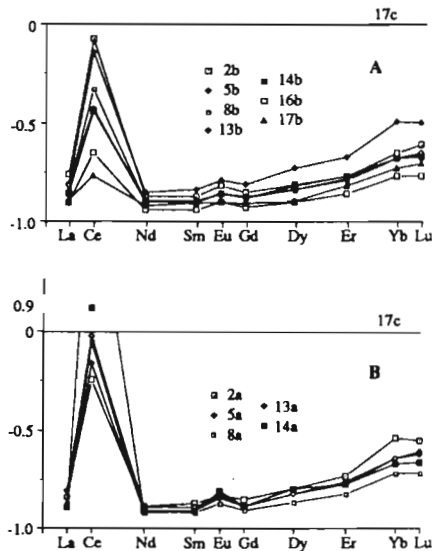 17c
0
2b
5b
8b
13b
14b
16b
17b
A
-0.5
-1.0
La Ce Nd Sm Eu Gd Dy Er Yb Lu
0.9
17c
0
2a
5a
8a
13a
14a
B
-0.5
-1.0
La Ce Nd Sm Eu Gd Dy Er Yb Lu